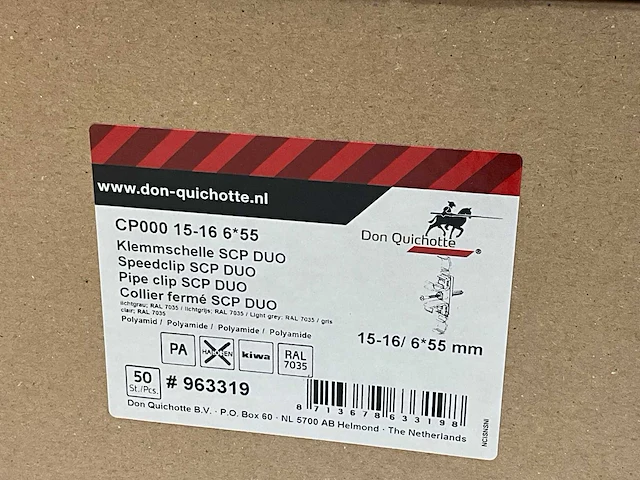 www.don-quichotte.nl
CP000 15-16 6*55
Don Quichotte
®
Klemmschelle SCP DUO
Speedclip SCP DUO
Pipe clip SCP DUO
Collier fermé SCP DUO
lichtgrau; RAL 7035 / lichtgrijs; RAL 7035 / Light grey; RAL 7035 / gris
clair; RAL 7035
Polyamid / Polyamide / Polyamide / Polyamide
15-16/ 6*55 mm
PA
HALOGEN
kiwa
RAL
7035
50
St./Pcs.
# 963319
8 713678 633198
Don Quichotte B.V. · P.O. Box 60 · NL 5700 AB Helmond · The Netherlands